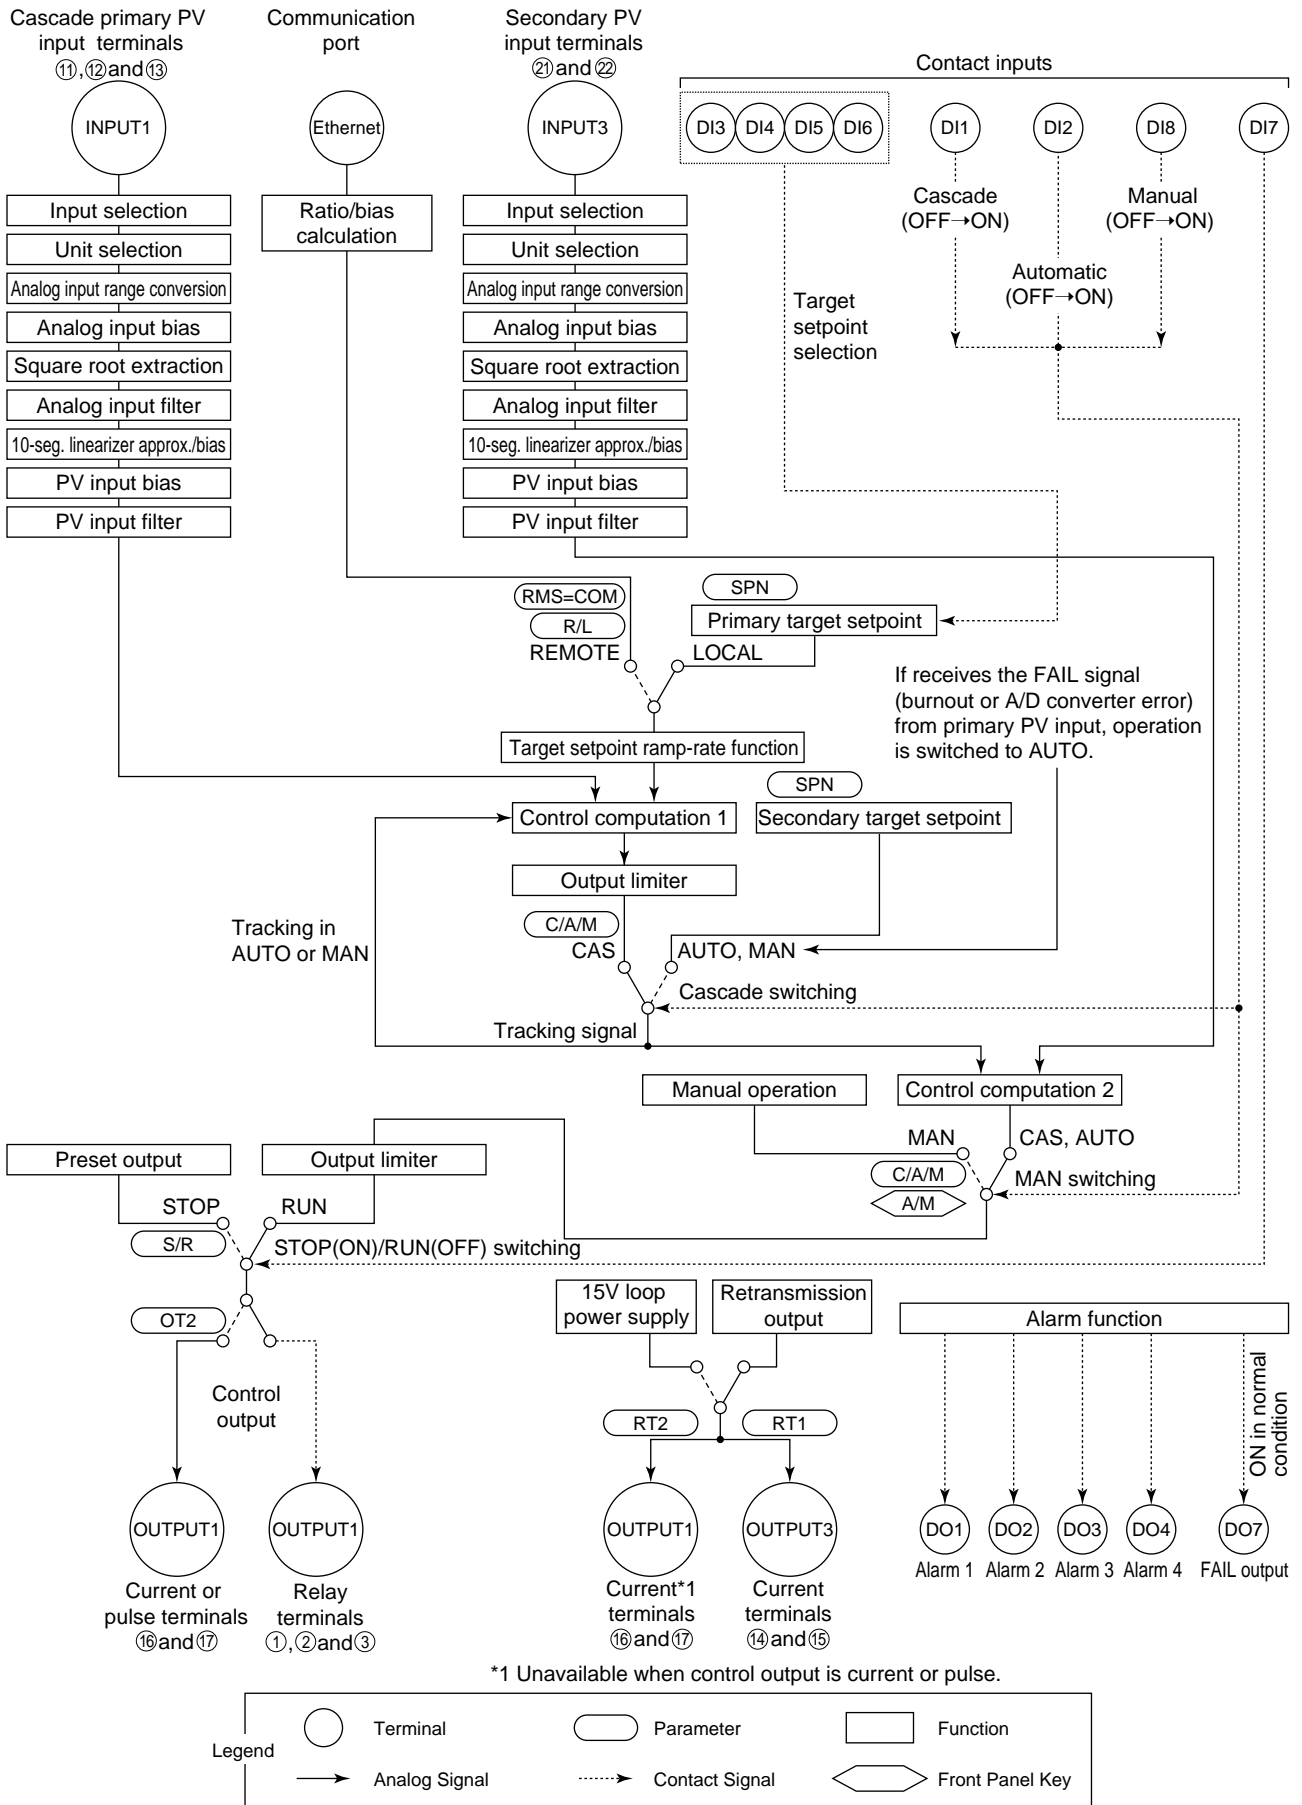 Cascade primary PV
input terminals
⑪,⑫and⑬
Communication
port
Secondary PV
input terminals
㉑and㉒
Contact inputs
INPUT1
Ethernet
INPUT3
DI3
DI4
DI5
DI6
DI1
DI2
DI8
DI7
Cascade
(OFF→ON)
Manual
(OFF→ON)
Automatic
(OFF→ON)
Target
setpoint
selection
Input selection
Unit selection
Analog input range conversion
Analog input bias
Square root extraction
Analog input filter
10-seg. linearizer approx./bias
PV input bias
PV input filter
Ratio/bias
calculation
Input selection
Unit selection
Analog input range conversion
Analog input bias
Square root extraction
Analog input filter
10-seg. linearizer approx./bias
PV input bias
PV input filter
RMS=COM
R/L
REMOTE
SPN
Primary target setpoint
LOCAL
If receives the FAIL signal
(burnout or A/D converter error)
from primary PV input, operation
is switched to AUTO.
Target setpoint ramp-rate function
SPN
Control computation 1
Secondary target setpoint
Output limiter
Tracking in
AUTO or MAN
C/A/M
CAS
AUTO, MAN
Cascade switching
Tracking signal
Manual operation
Control computation 2
MAN
CAS, AUTO
C/A/M
A/M
MAN switching
Preset output
Output limiter
STOP
RUN
S/R
STOP(ON)/RUN(OFF) switching
OT2
Control
output
15V loop
power supply
Retransmission
output
RT2
RT1
Alarm function
ON in normal
condition
OUTPUT1
Current or
pulse terminals
⑯and⑰
OUTPUT1
Relay
terminals
①,②and③
OUTPUT1
Current*1
terminals
⑯and⑰
OUTPUT3
Current
terminals
⑭and⑮
DO1
DO2
DO3
DO4
DO7
Alarm 1
Alarm 2
Alarm 3
Alarm 4
FAIL output
*1 Unavailable when control output is current or pulse.
Legend
Terminal
Parameter
Function
Analog Signal
Contact Signal
Front Panel Key